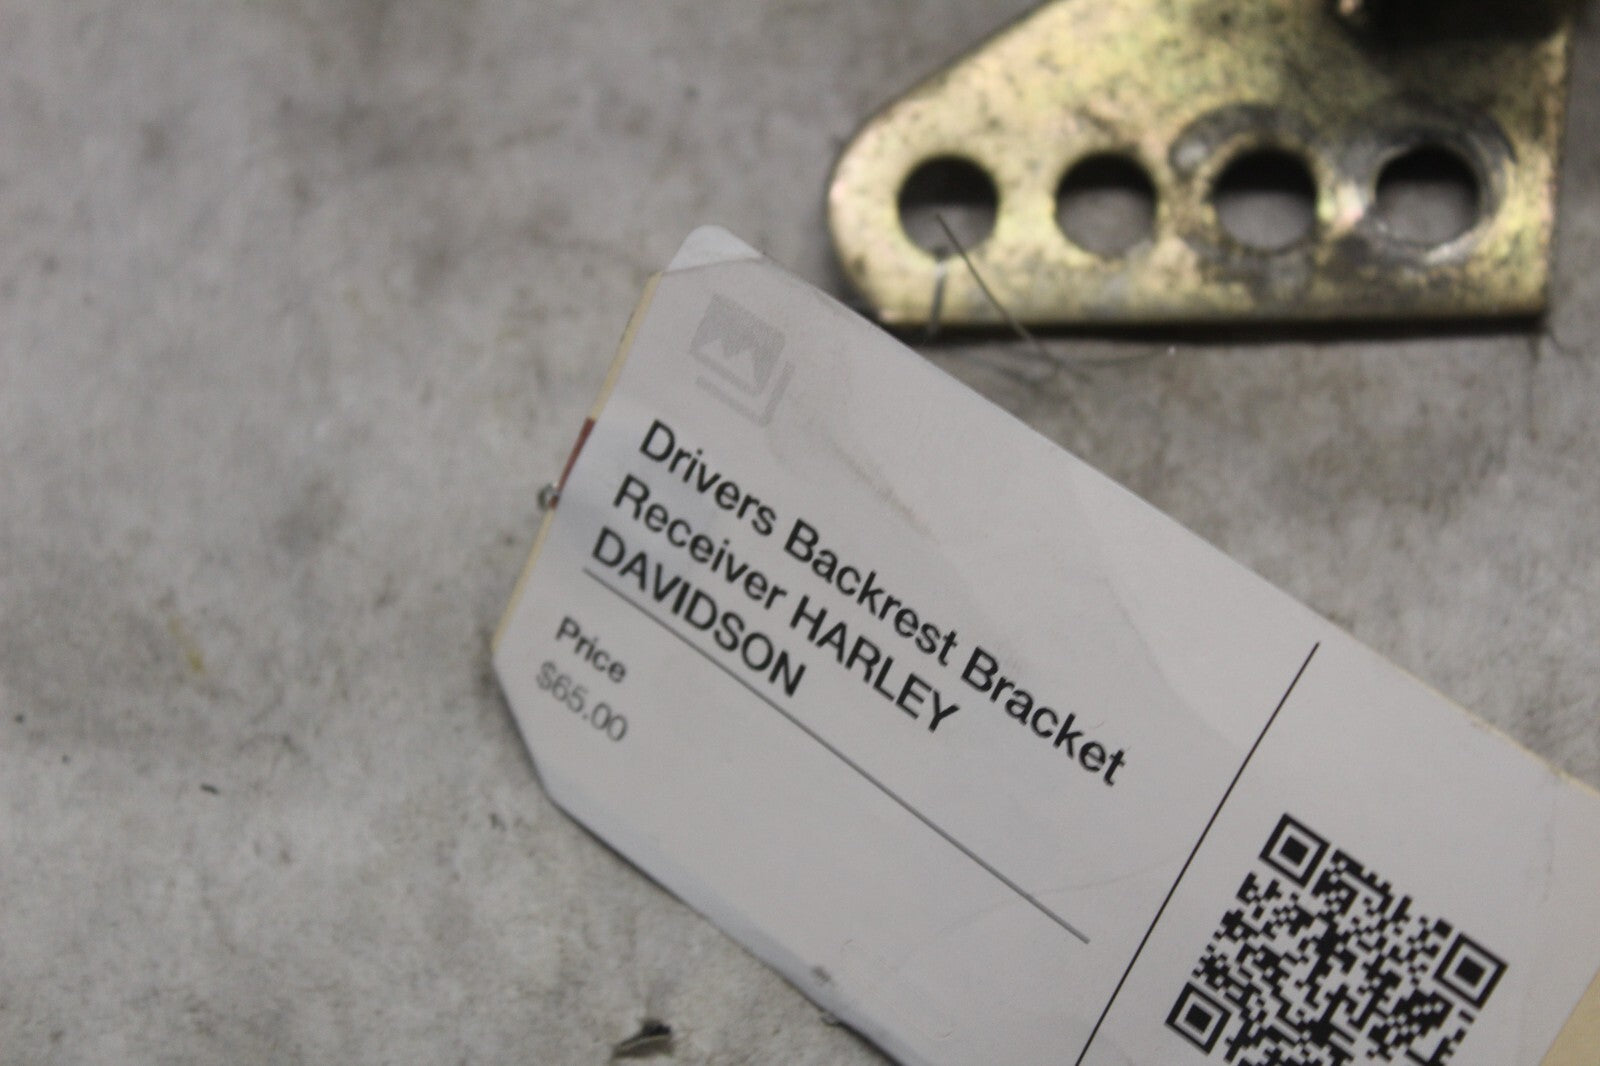 Drivers Backrest Bracket
Receiver HARLEY
DAVIDSON
Price
$65.00